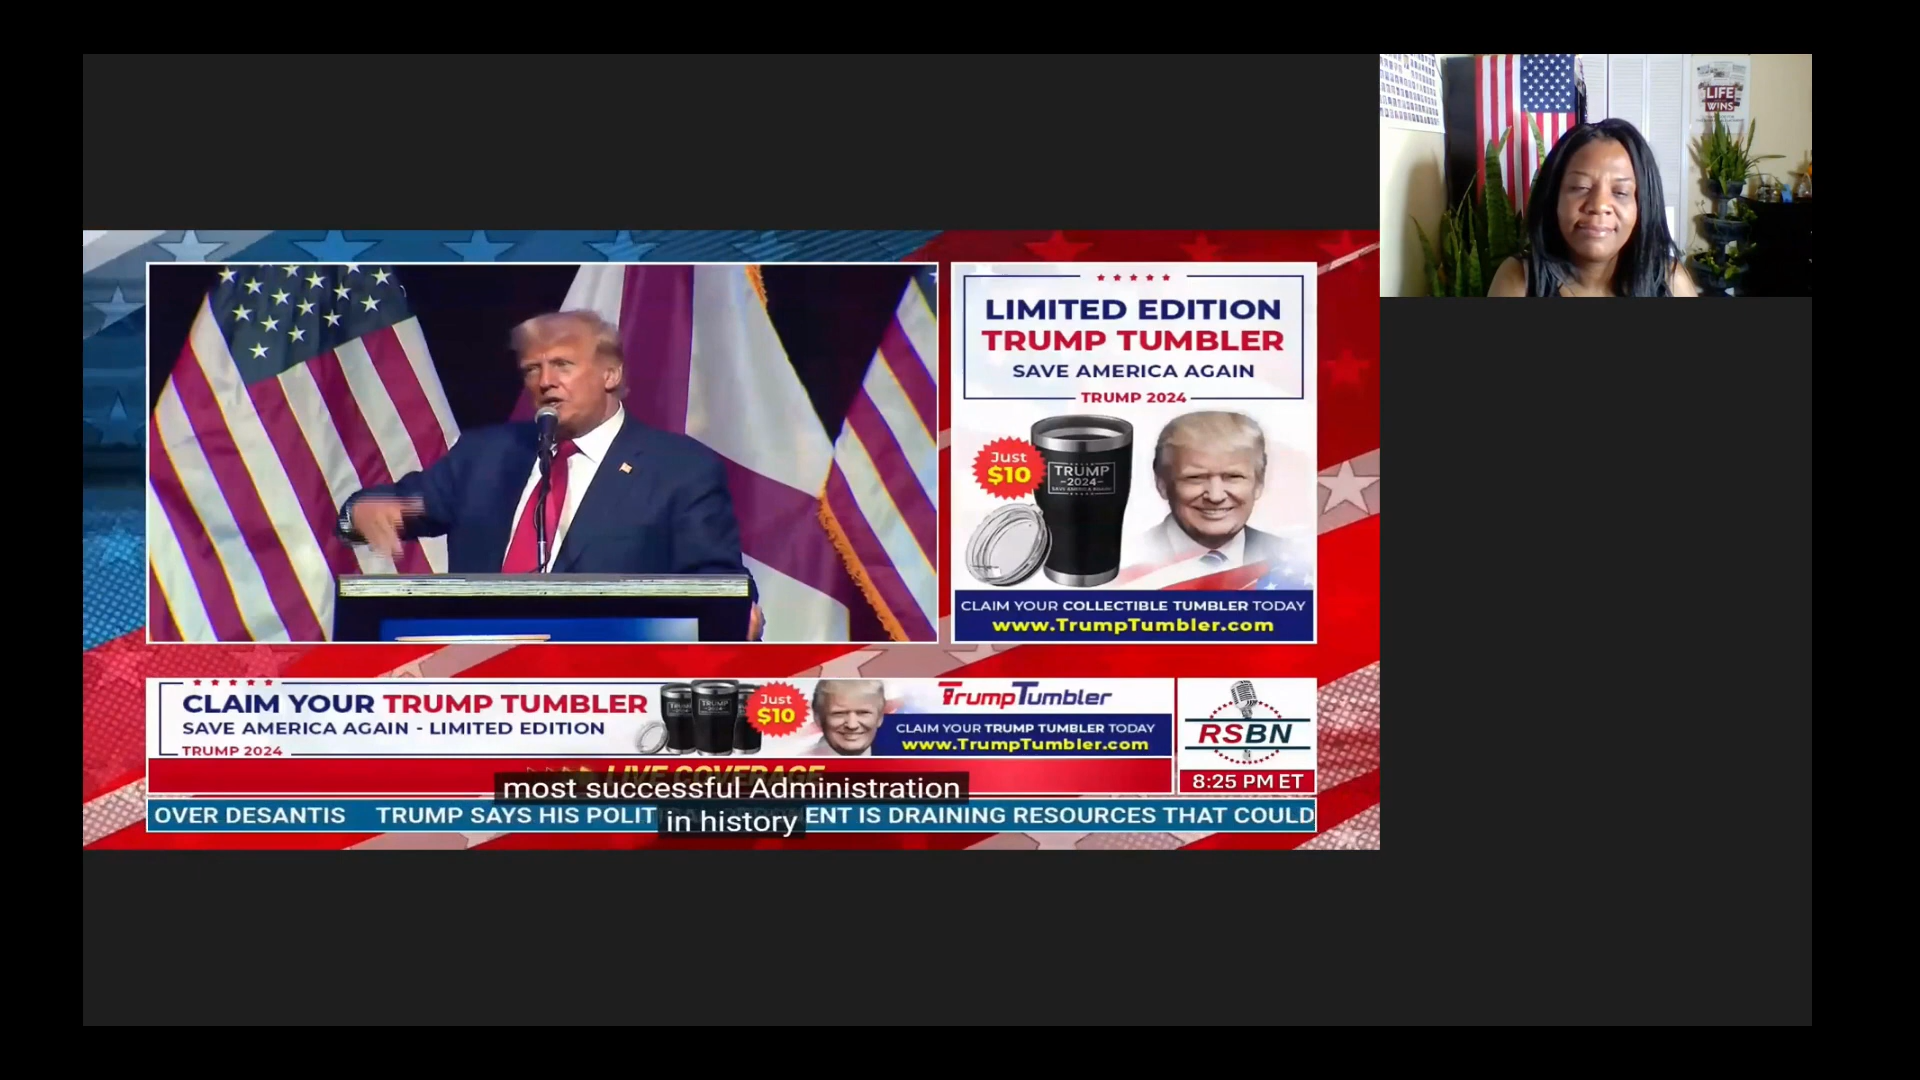 LIFE
WINS
LIMITED EDITION
TRUMP TUMBLER
SAVE AMERICA AGAIN
TRUMP 2024
Just
$10
TRUMP
-2024-
CLAIM YOUR COLLECTIBLE TUMBLER TODAY
www.TrumpTumbler.com
CLAIM YOUR TRUMP TUMBLER
SAVE AMERICA AGAIN - LIMITED EDITION
TRUMP 2024
TRUMP
Just
$10
TrumpTumbler
CLAIM YOUR TRUMP TUMBLER TODAY
www.TrumpTumbler.com
RSBN
8:25 PM ET
LIVE COVERAGE
most successful Administration
in history
OVER DESANTIS TRUMP SAYS HIS POLIT ENT IS DRAINING RESOURCES THAT COULD